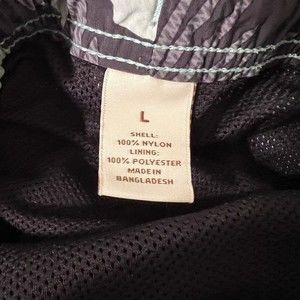 L
SHELL:
100% NYLON
LINING:
100% POLYESTER
MADE IN
BANGLADESH